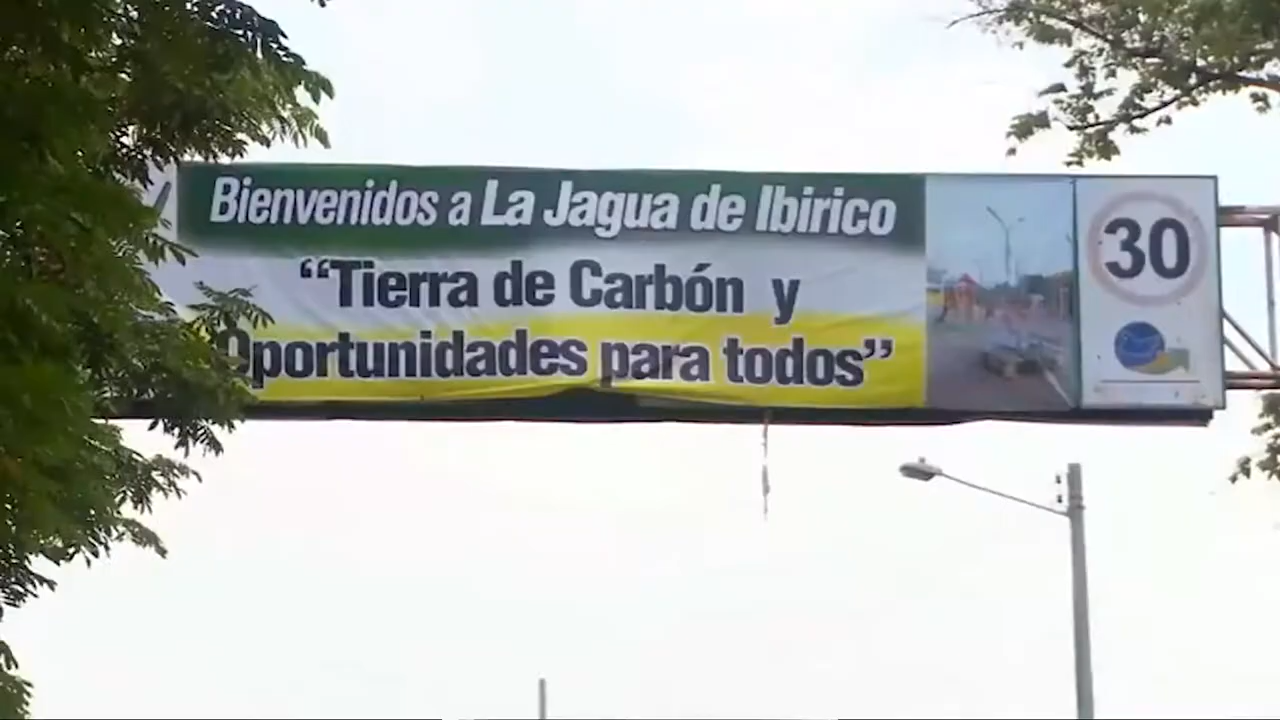 Bienvenidos a La Jagua de Ibirico
“Tierra de Carbón y
Oportunidades para todos”
30